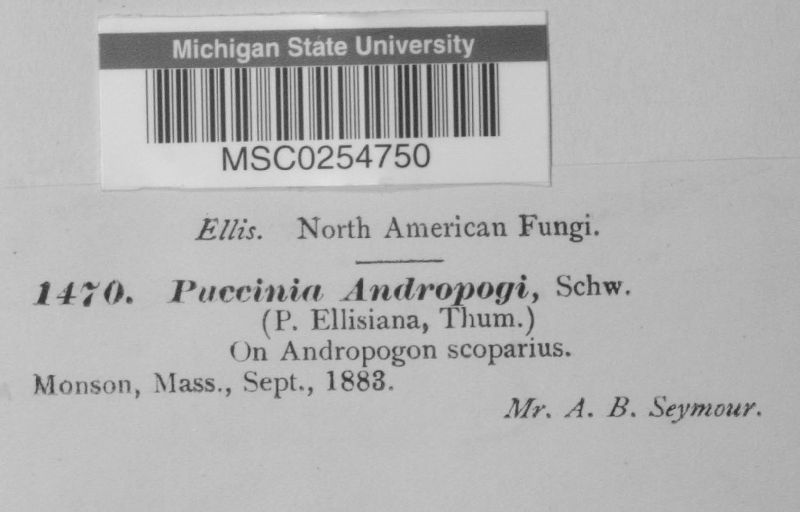 Michigan State University
MSC0254750
Ellis. North American Fungi.
1470. Puccinia Andropogi, Schw.
(P. Ellisiana, Thum.)
On Andropogon scoparius.
Monson, Mass., Sept., 1883.
Mr. A. B. Seymour.